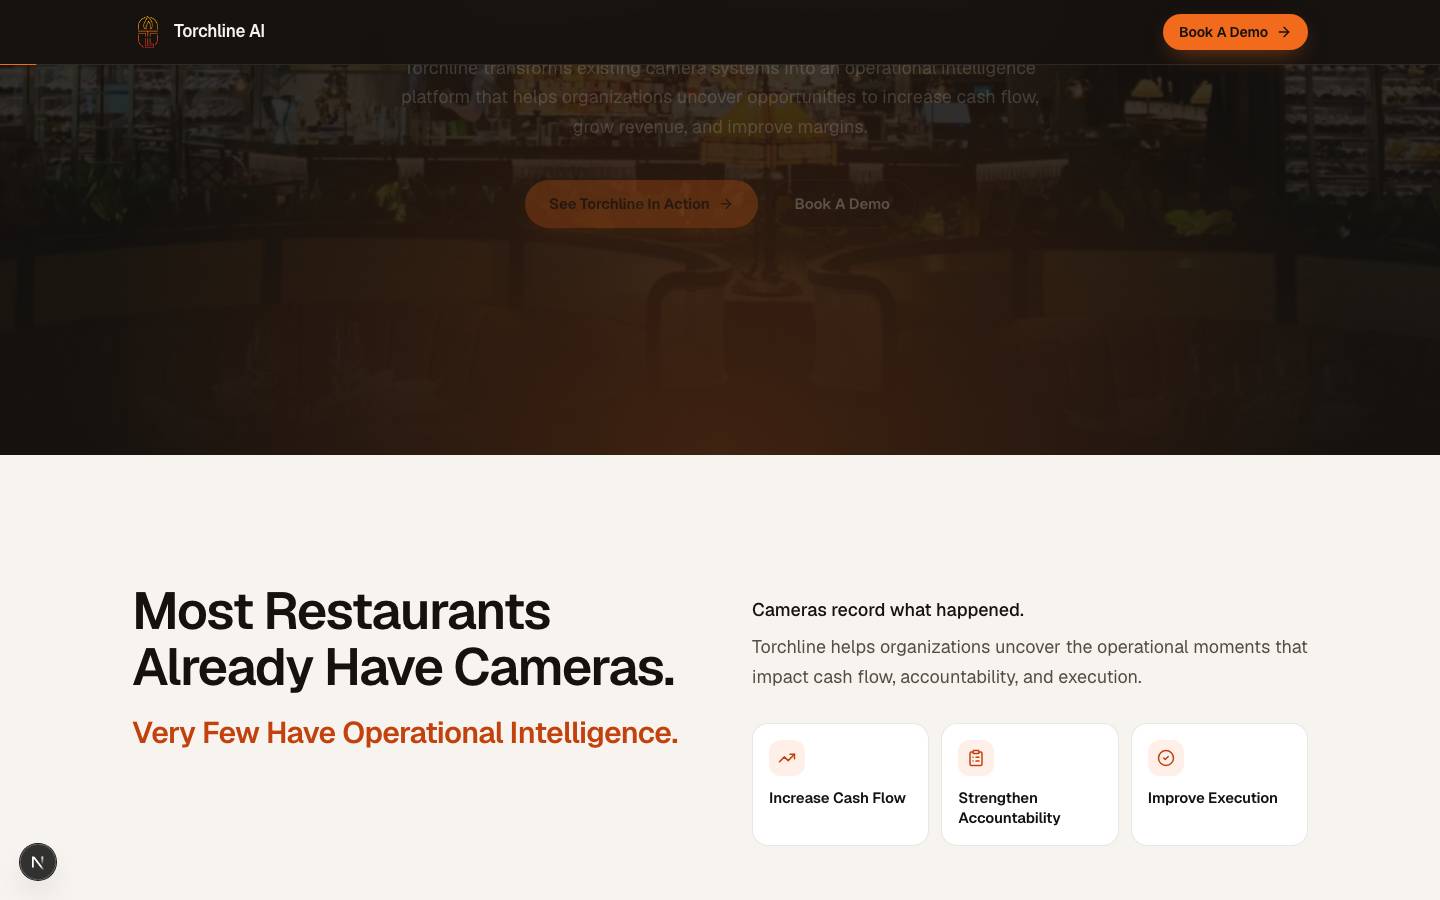 Torchline AI
Book A Demo
Torchline transforms existing camera systems into an operational intelligence
platform that helps organizations uncover opportunities to increase cash flow,
grow revenue, and improve margins.
See Torchline In Action
Book A Demo
Most Restaurants
Already Have Cameras.
Very Few Have Operational Intelligence.
Cameras record what happened.
Torchline helps organizations uncover the operational moments that
impact cash flow, accountability, and execution.
Increase Cash Flow
Strengthen
Accountability
Improve Execution
N